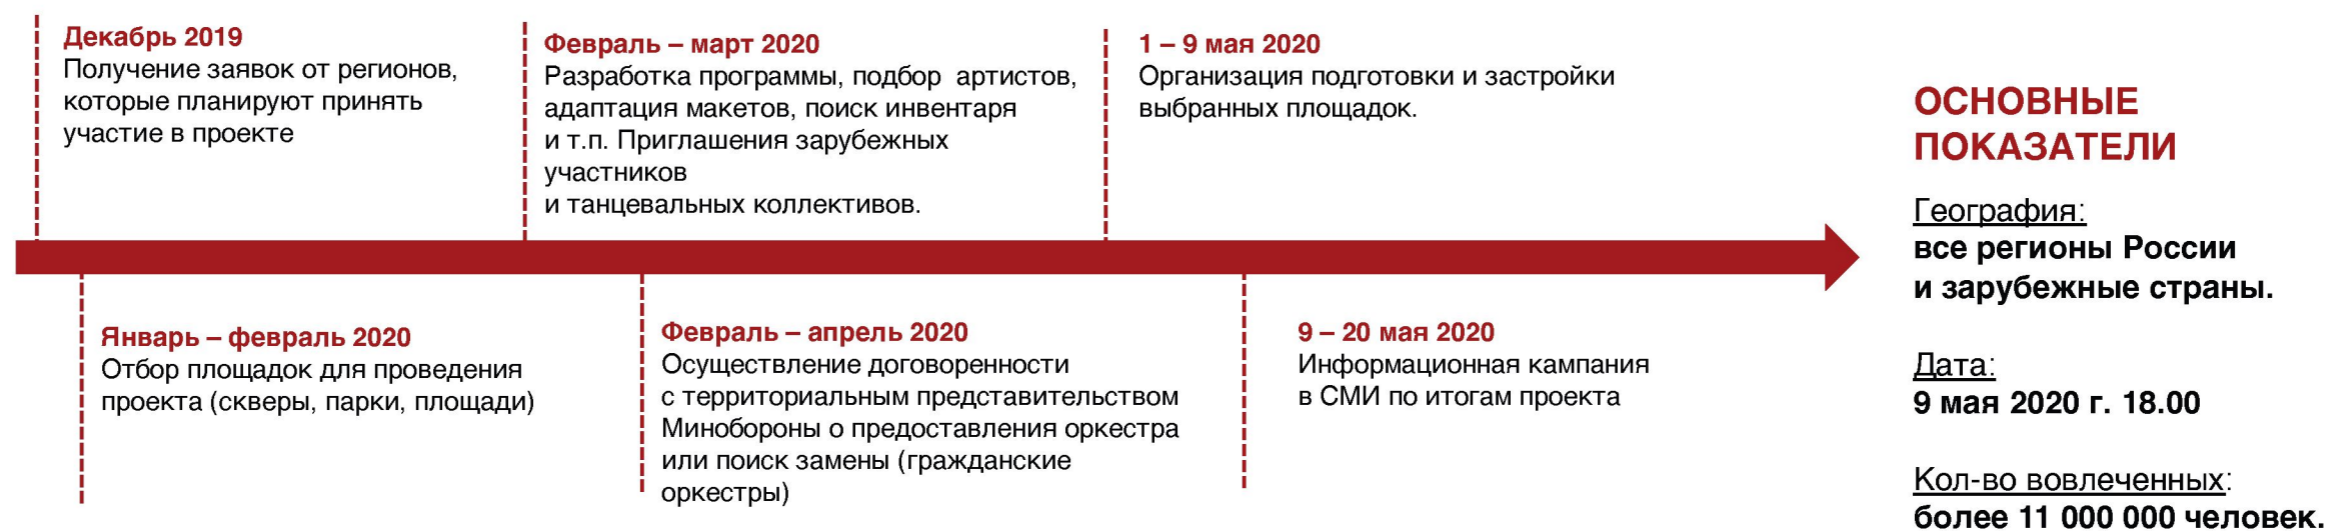 Декабрь 2019
Получение заявок от регионов,
которые планируют принять
участие в проекте
Февраль – март 2020
Разработка программы, подбор  артистов,
адаптация макетов, поиск инвентаря
и т.п. Приглашения зарубежных
участников
и танцевальных коллективов.
1 – 9 мая 2020
Организация подготовки и застройки
выбранных площадок.
Январь – февраль 2020
Отбор площадок для проведения
проекта (скверы, парки, площади)
Февраль – апрель 2020
Осуществление договоренности
с территориальным представительством
Минобороны о предоставления оркестра
или поиск замены (гражданские
оркестры)
9 – 20 мая 2020
Информационная кампания
в СМИ по итогам проекта
ОСНОВНЫЕ
ПОКАЗАТЕЛИ
География:
все регионы России
и зарубежные страны.
Дата:
9 мая 2020 г. 18.00
Кол-во вовлеченных:
более 11 000 000 человек.